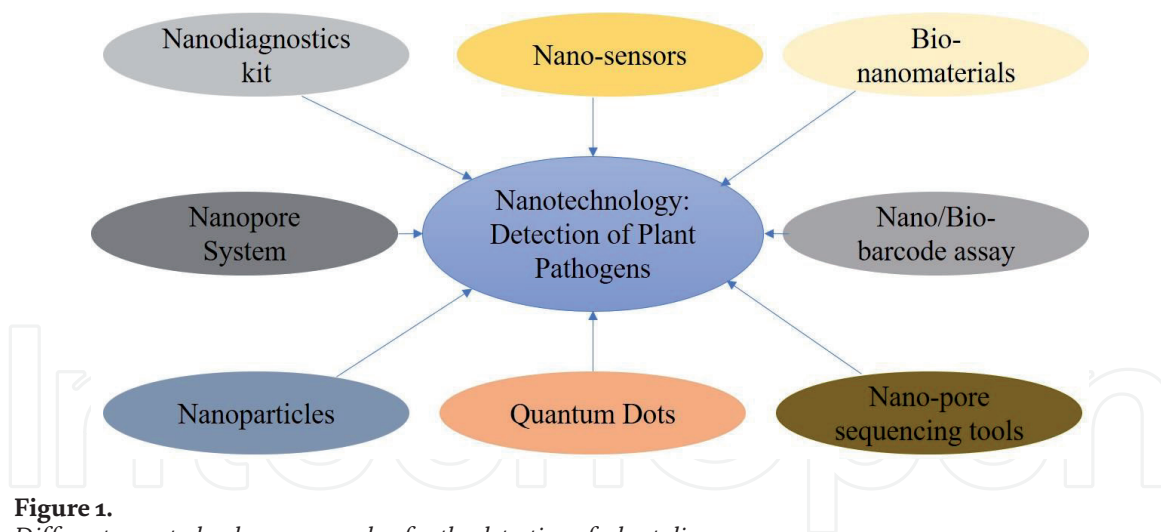 Nanodiagnostics
kit
Nano-sensors
Bio-
nanomaterials
Nanopore
System
Nanotechnology:
Detection of Plant
Pathogens
Nano/Bio-
barcode assay
Nanoparticles
Quantum Dots
Nano-pore
sequencing tools
IntechOpen
Figure 1.